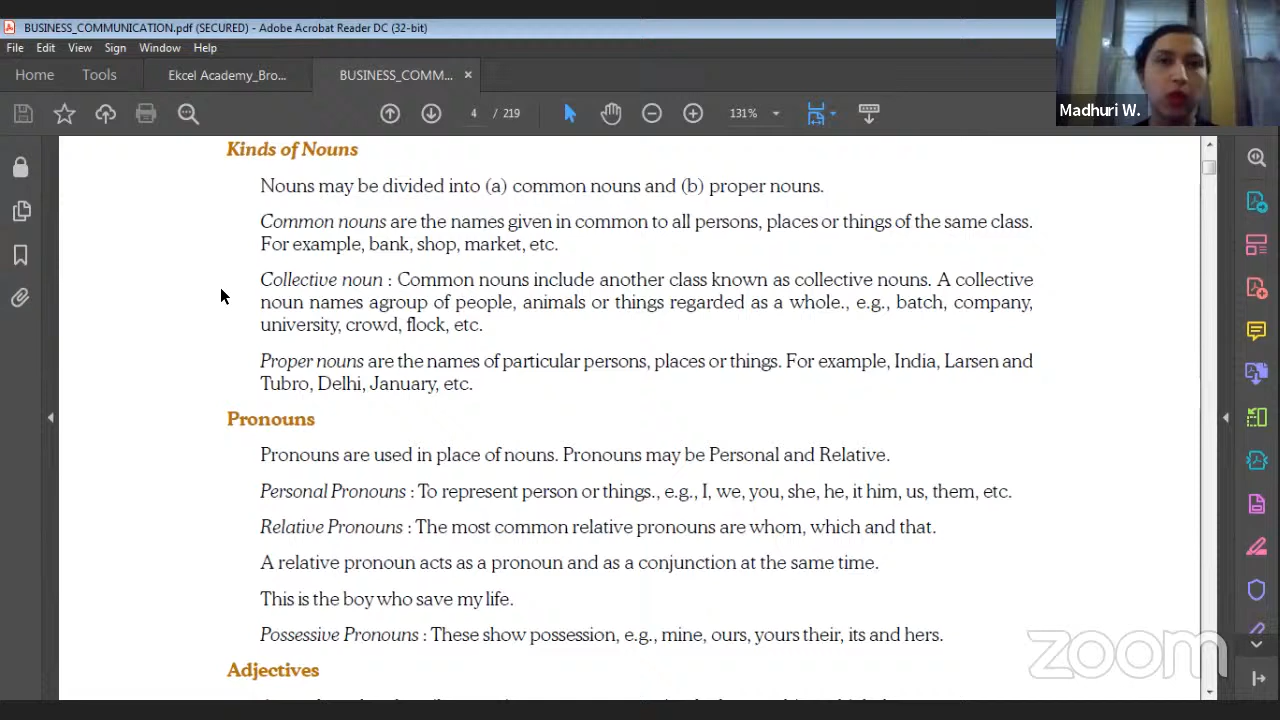 BUSINESS_COMMUNICATION.pdf (SECURED) - Adobe Acrobat Reader DC (32-bit)
File Edit View Sign Window Help
Home Tools Ekcel Academy_Bro... BUSINESS_COMM... ×
4 / 219 131%
Madhuri W.
Kinds of Nouns
Nouns may be divided into (a) common nouns and (b) proper nouns.
Common nouns are the names given in common to all persons, places or things of the same class.
For example, bank, shop, market, etc.
Collective noun : Common nouns include another class known as collective nouns. A collective
noun names agroup of people, animals or things regarded as a whole., e.g., batch, company,
university, crowd, flock, etc.
Proper nouns are the names of particular persons, places or things. For example, India, Larsen and
Tubro, Delhi, January, etc.
Pronouns
Pronouns are used in place of nouns. Pronouns may be Personal and Relative.
Personal Pronouns : To represent person or things., e.g., I, we, you, she, he, it him, us, them, etc.
Relative Pronouns : The most common relative pronouns are whom, which and that.
A relative pronoun acts as a pronoun and as a conjunction at the same time.
This is the boy who save my life.
Possessive Pronouns : These show possession, e.g., mine, ours, yours their, its and hers.
zoom
Adjectives